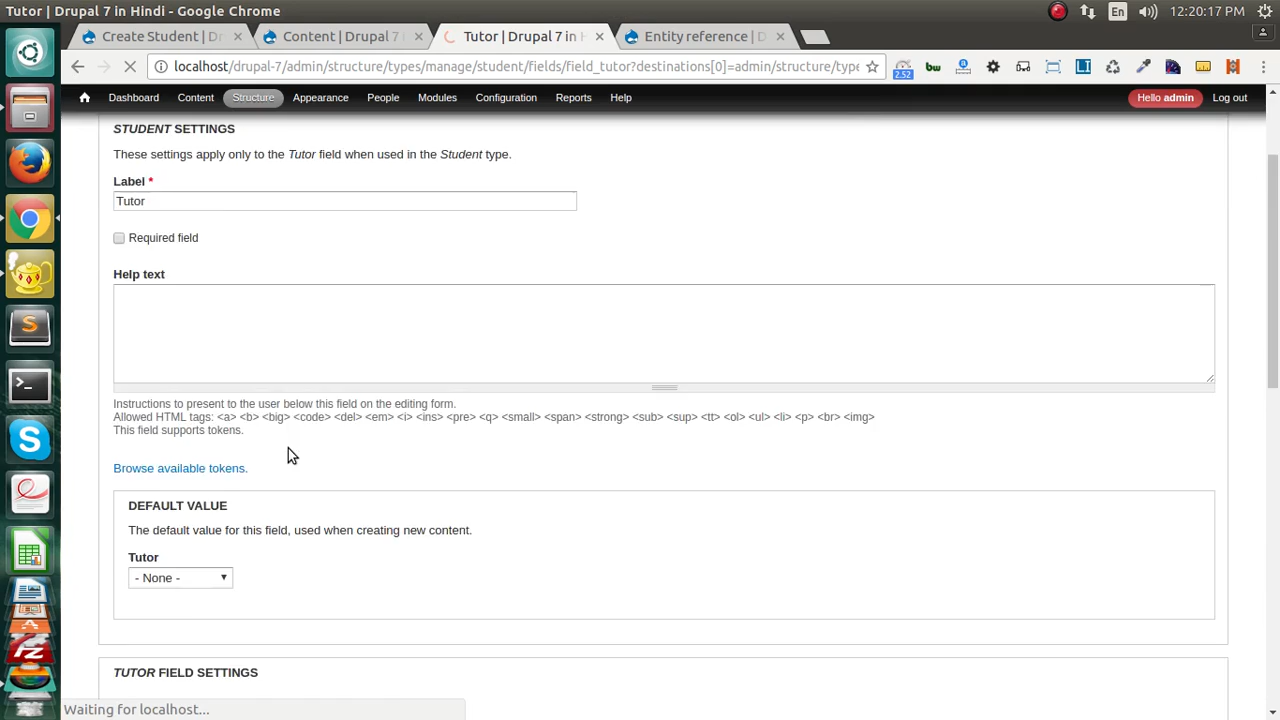 Tutor | Drupal 7 in Hindi - Google Chrome
En
12:20:17 PM
Create Student | Dr
Content | Drupal 7 i
Tutor | Drupal 7 in H
Entity reference | D
localhost/drupal-7/admin/structure/types/manage/student/fields/field_tutor?destinations[0]=admin/structure/type
2.52
bw
LI
Dashboard
Content
Structure
Appearance
People
Modules
Configuration
Reports
Help
Hello admin
Log out
STUDENT SETTINGS
These settings apply only to the Tutor field when used in the Student type.
Label *
Tutor
Required field
Help text
Instructions to present to the user below this field on the editing form.
Allowed HTML tags: <a> <b> <big> <code> <del> <em> <i> <ins> <pre> <q> <small> <span> <strong> <sub> <sup> <tt> <ol> <ul> <li> <p> <br> <img>
This field supports tokens.
Browse available tokens.
DEFAULT VALUE
The default value for this field, used when creating new content.
Tutor
- None -
TUTOR FIELD SETTINGS
Waiting for localhost...